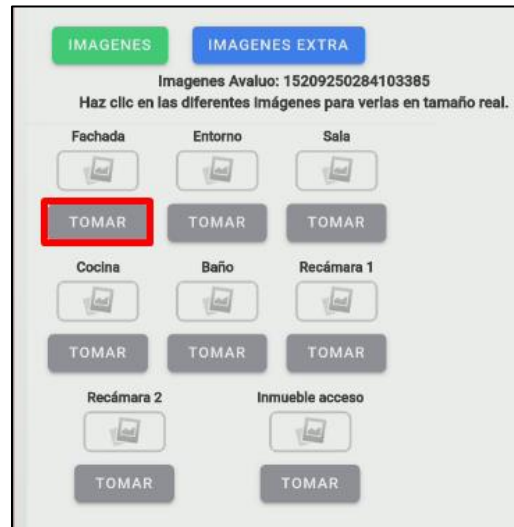 IMAGENES IMAGENES EXTRA
Imagenes Avaluo: 15209250284103385
Haz clic en las diferentes imágenes para verlas en tamaño real.
Fachada Entorno Sala
TOMAR TOMAR TOMAR
Cocina Baño Recámara 1
TOMAR TOMAR TOMAR
Recámara 2 Inmueble acceso
TOMAR TOMAR